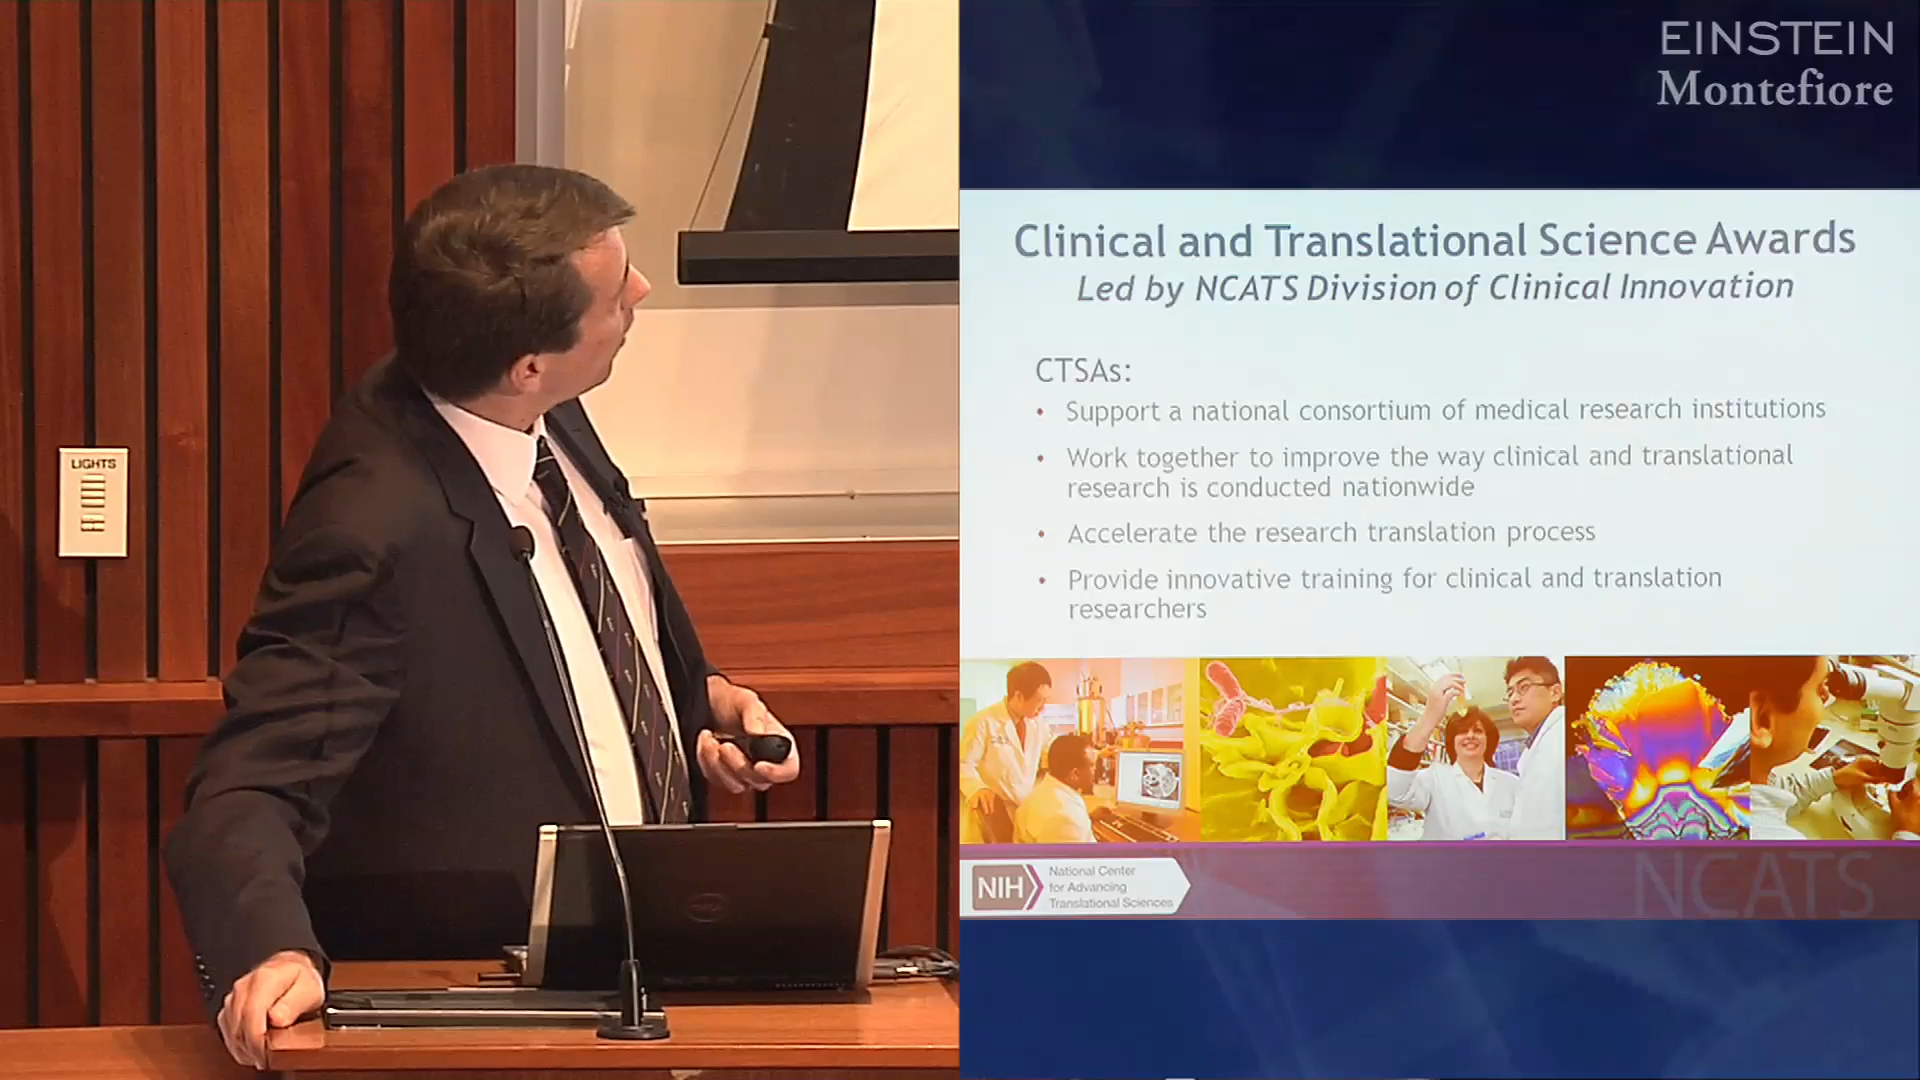 LIGHTS
EINSTEIN
Montefiore
Clinical and Translational Science Awards
Led by NCATS Division of Clinical Innovation
CTSAs:
• Support a national consortium of medical research institutions
• Work together to improve the way clinical and translational
research is conducted nationwide
• Accelerate the research translation process
• Provide innovative training for clinical and translation
researchers
NIH
National Center
for Advancing
Translational Sciences
NCATS